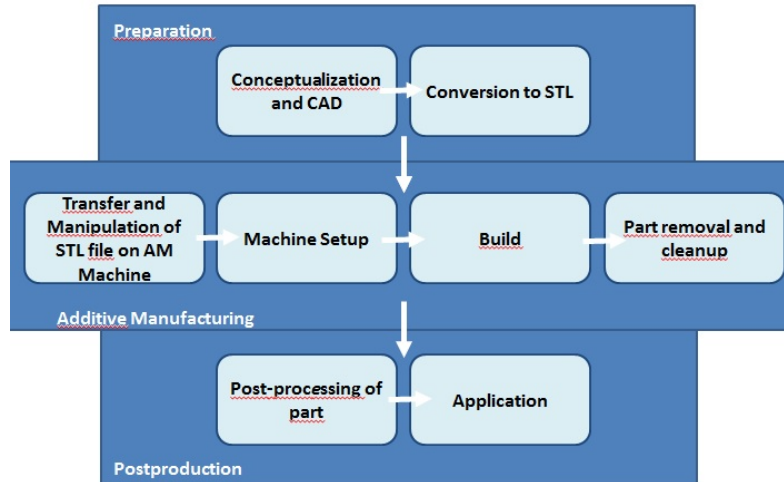 Preparation
Conceptualization
and CAD
Conversion to STL
Transfer and
Manipulation of
STL file on AM
Machine
Machine Setup
Build
Part removal and
cleanup
Additive Manufacturing
Post-processing of
part
Application
Postproduction